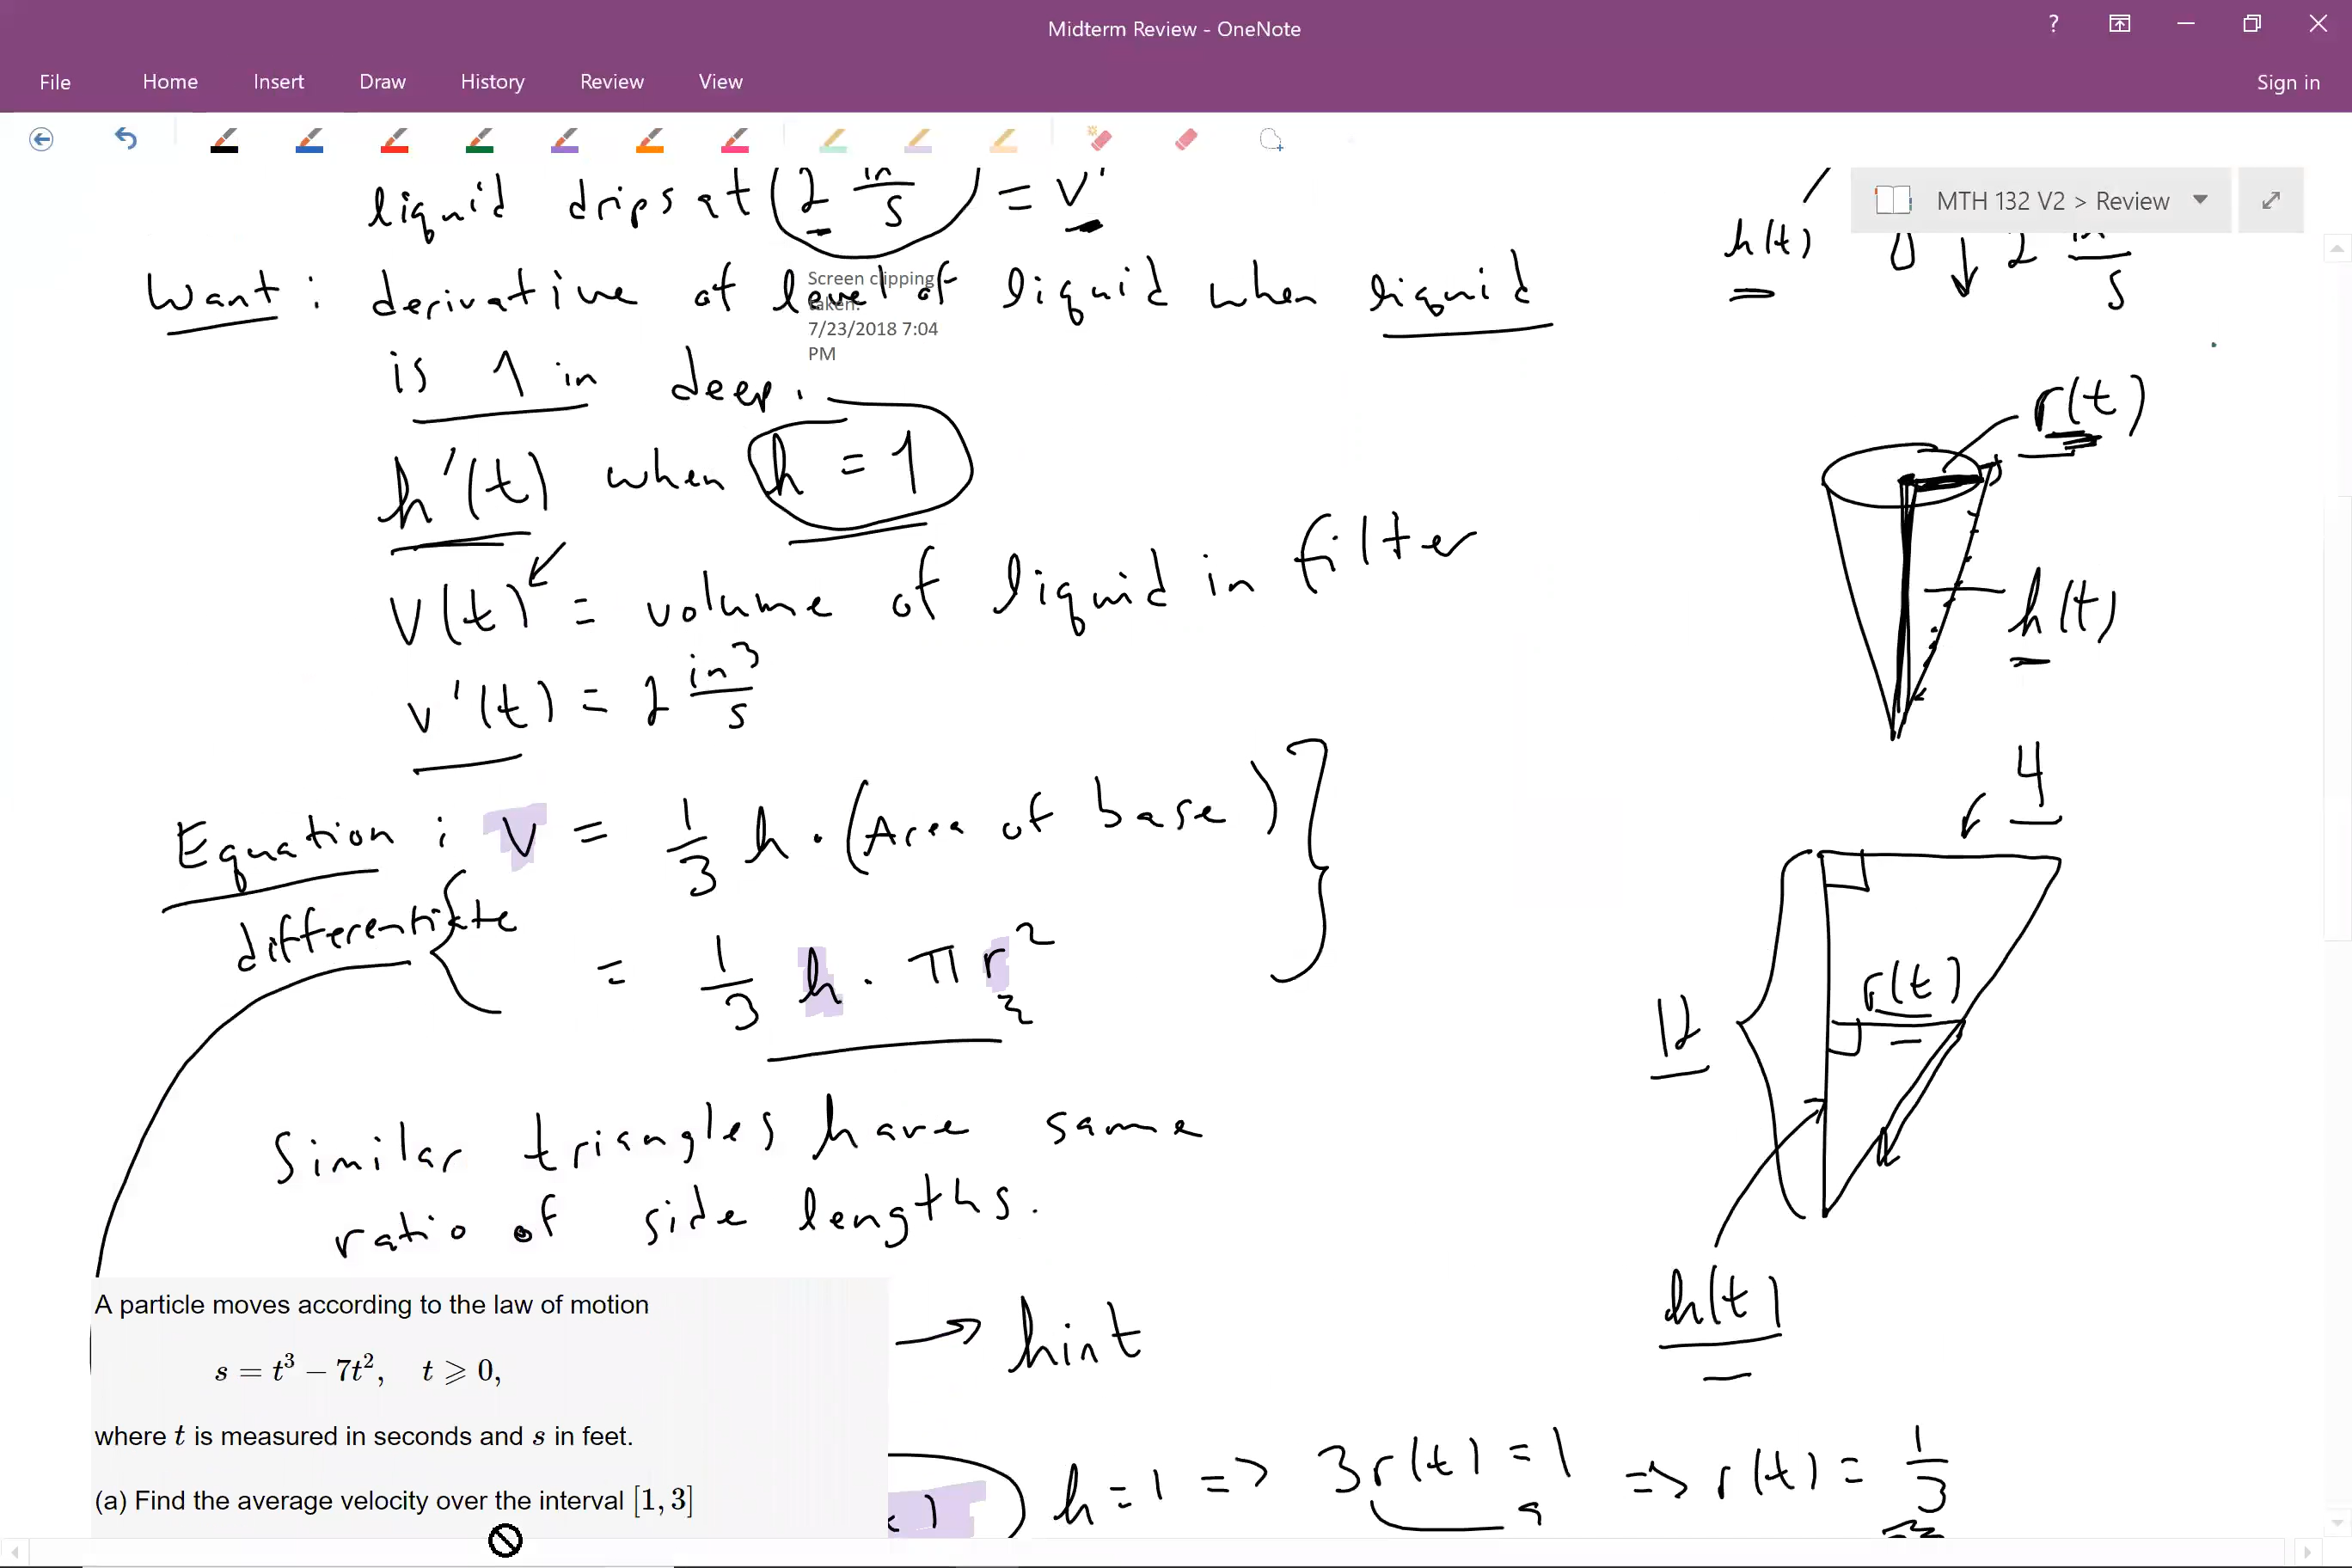 Midterm Review - OneNote
File Home Insert Draw History Review View Sign in
MTH 132 V2 > Review
liquid drips at (2 in/s) = V'
Want: derivative of level of liquid when liquid
Screen clipping
taken:
7/23/2018 7:04
PM
is 1 in deep.
h'(t) when h = 1
V(t) = volume of liquid in filter
V'(t) = 2 in³/s
Equation: V = 1/3 h · (Area of base)
differentiate
= 1/3 h · π r²
2
Similar triangles have same
ratio of side lengths.
→ hint
h = 1 => 3r(t) = 1 => r(t) = 1/3
h(t)
2 in/s
r(t)
h(t)
4
12
r(t)
h(t)
A particle moves according to the law of motion
s = t³ − 7t², t ⩾ 0,
where t is measured in seconds and s in feet.
(a) Find the average velocity over the interval [1, 3]